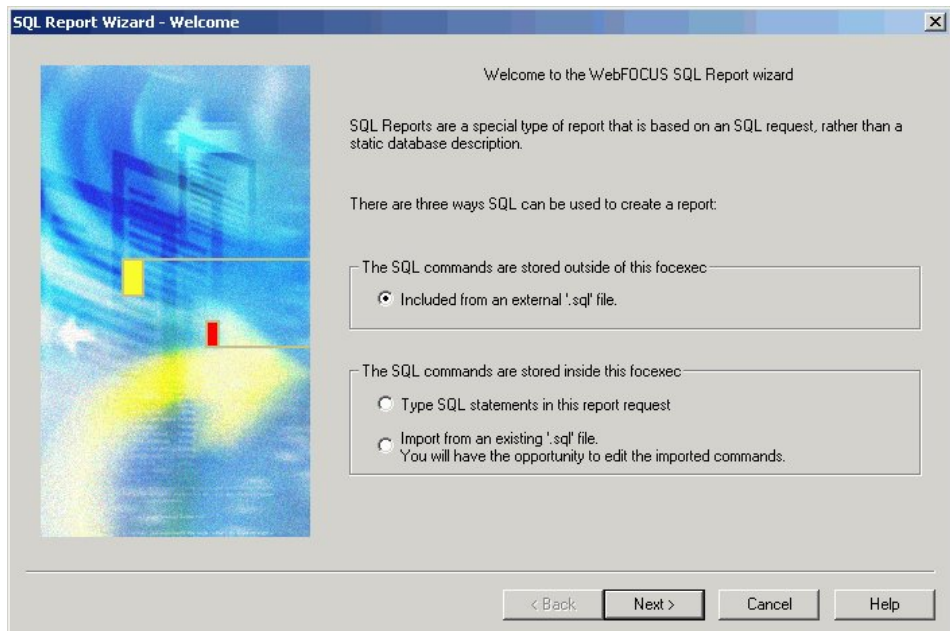 SQL Report Wizard - Welcome
Welcome to the WebFOCUS SQL Report wizard
SQL Reports are a special type of report that is based on an SQL request, rather than a
static database description.
There are three ways SQL can be used to create a report:
The SQL commands are stored outside of this focexec
Included from an external '.sql' file.
The SQL commands are stored inside this focexec
Type SQL statements in this report request
Import from an existing '.sql' file.
You will have the opportunity to edit the imported commands.
< Back
Next >
Cancel
Help